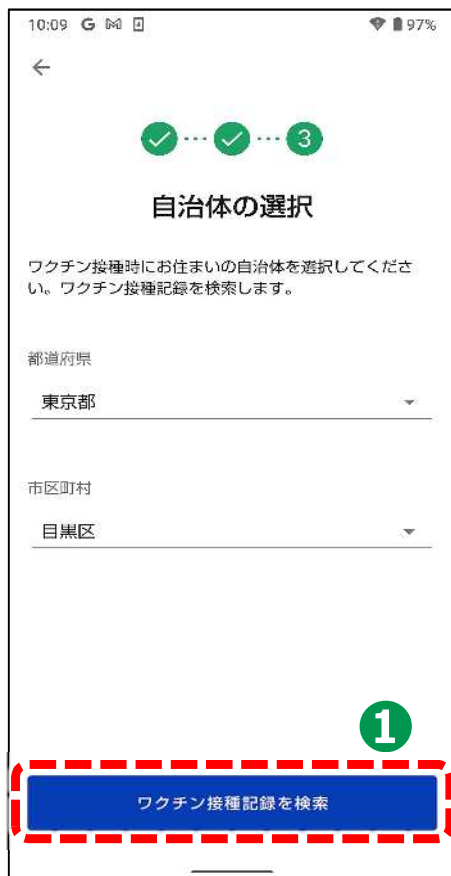 10:09 G M 97%
3
自治体の選択
ワクチン接種時にお住まいの自治体を選択してくださ
い。ワクチン接種記録を検索します。
都道府県
東京都
市区町村
目黒区
1
ワクチン接種記録を検索